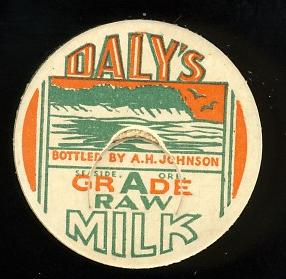 DALY'S
BOTTLED BY A.H. JOHNSON
SEASIDE, ORE.
GRADE
RAW
MILK